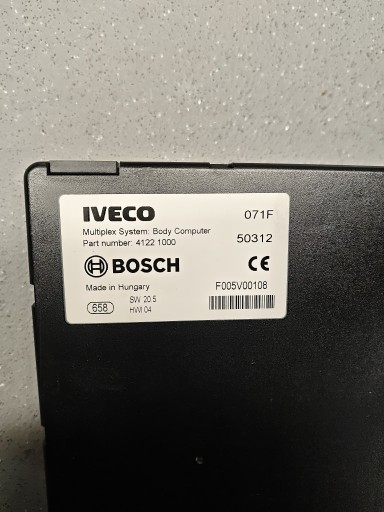 IVECO 071F
Multiplex System: Body Computer
Part number: 4122 1000 50312
BOSCH CE
Made in Hungary F005V00108
658 SW 20.5
HW 04